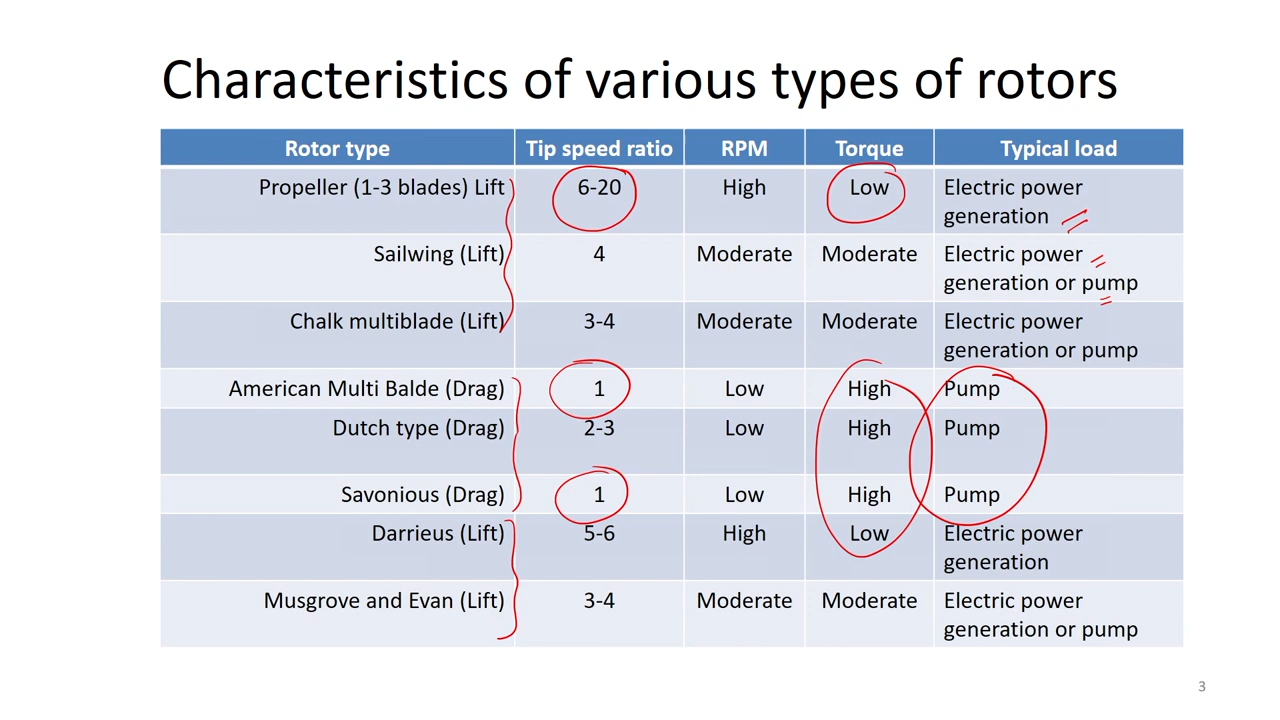 Characteristics of various types of rotors
Rotor type Tip speed ratio RPM Torque Typical load
Propeller (1-3 blades) Lift 6-20 High Low Electric power
generation
Sailwing (Lift) 4 Moderate Moderate Electric power
generation or pump
Chalk multiblade (Lift) 3-4 Moderate Moderate Electric power
generation or pump
American Multi Balde (Drag) 1 Low High Pump
Dutch type (Drag) 2-3 Low High Pump
Savonious (Drag) 1 Low High Pump
Darrieus (Lift) 5-6 High Low Electric power
generation
Musgrove and Evan (Lift) 3-4 Moderate Moderate Electric power
generation or pump
3